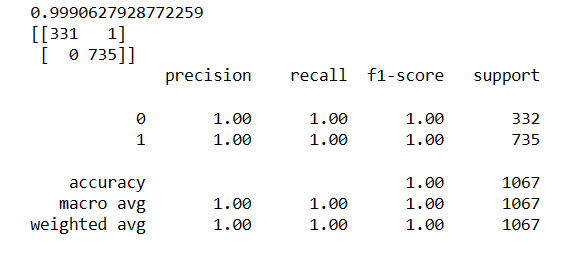 0.9990627928772259
[[331   1]
 [  0 735]]
              precision    recall  f1-score   support

           0       1.00      1.00      1.00       332
           1       1.00      1.00      1.00       735

    accuracy                           1.00      1067
   macro avg       1.00      1.00      1.00      1067
weighted avg       1.00      1.00      1.00      1067